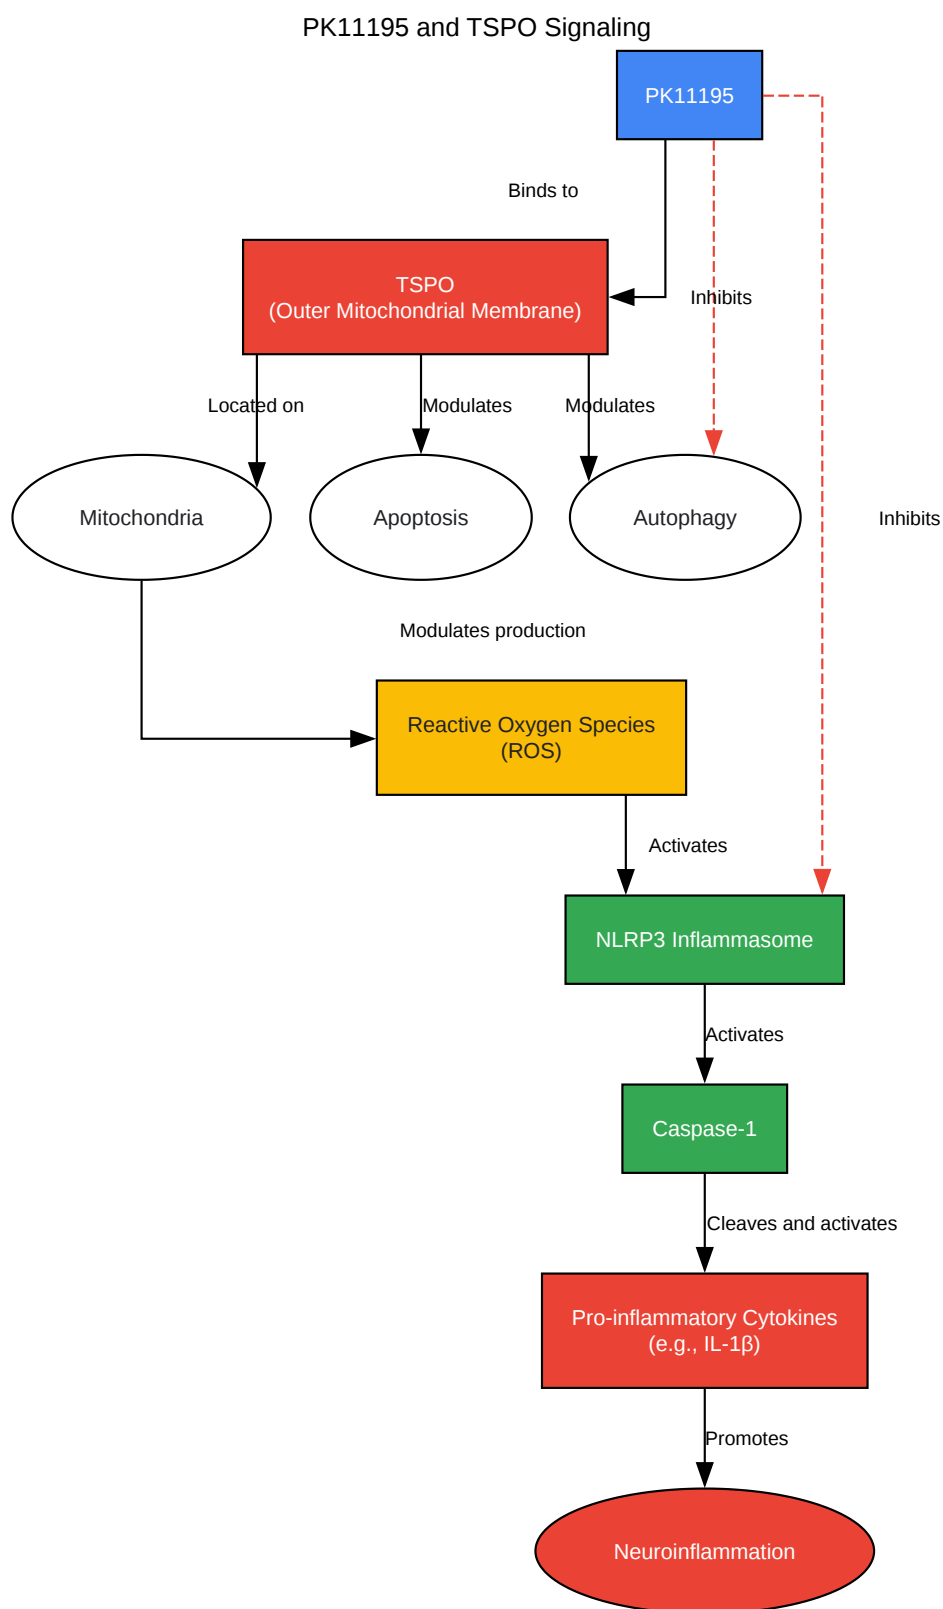 PK11195 and TSPO Signaling
PK11195
Binds to
TSPO
(Outer Mitochondrial Membrane)
Inhibits
Located on
Modulates
Modulates
Mitochondria
Apoptosis
Autophagy
Inhibits
Modulates production
Reactive Oxygen Species
(ROS)
Activates
NLRP3 Inflammasome
Activates
Caspase-1
Cleaves and activates
Pro-inflammatory Cytokines
(e.g., IL-1β)
Promotes
Neuroinflammation